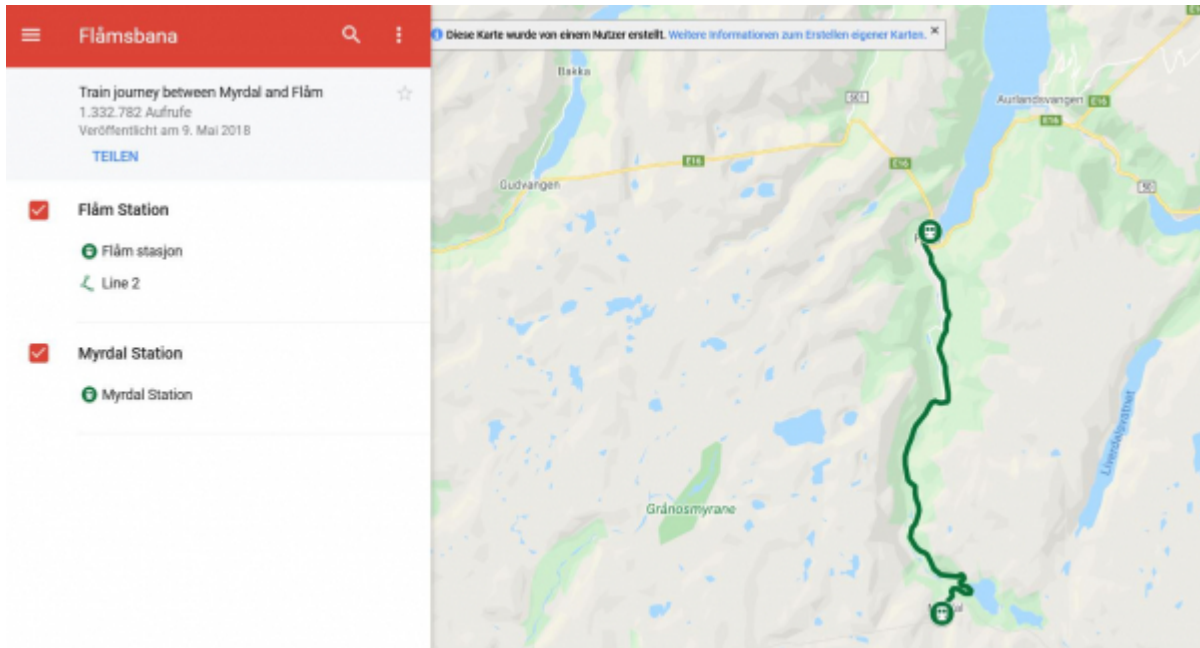 Flåmsbana
Train journey between Myrdal and Flåm
1.332.782 Aufrufe
Veröffentlicht am 9. Mai 2018
TEILEN
Flåm Station
Flåm stasjon
Line 2
Myrdal Station
Myrdal Station
Diese Karte wurde von einem Nutzer erstellt. Weitere Informationen zum Erstellen eigener Karten.
Bakka
Aurlandsvangen
E16
E16
E16
E16
Gudvangen
50
Liverdalsvatnet
Grånosmyrane